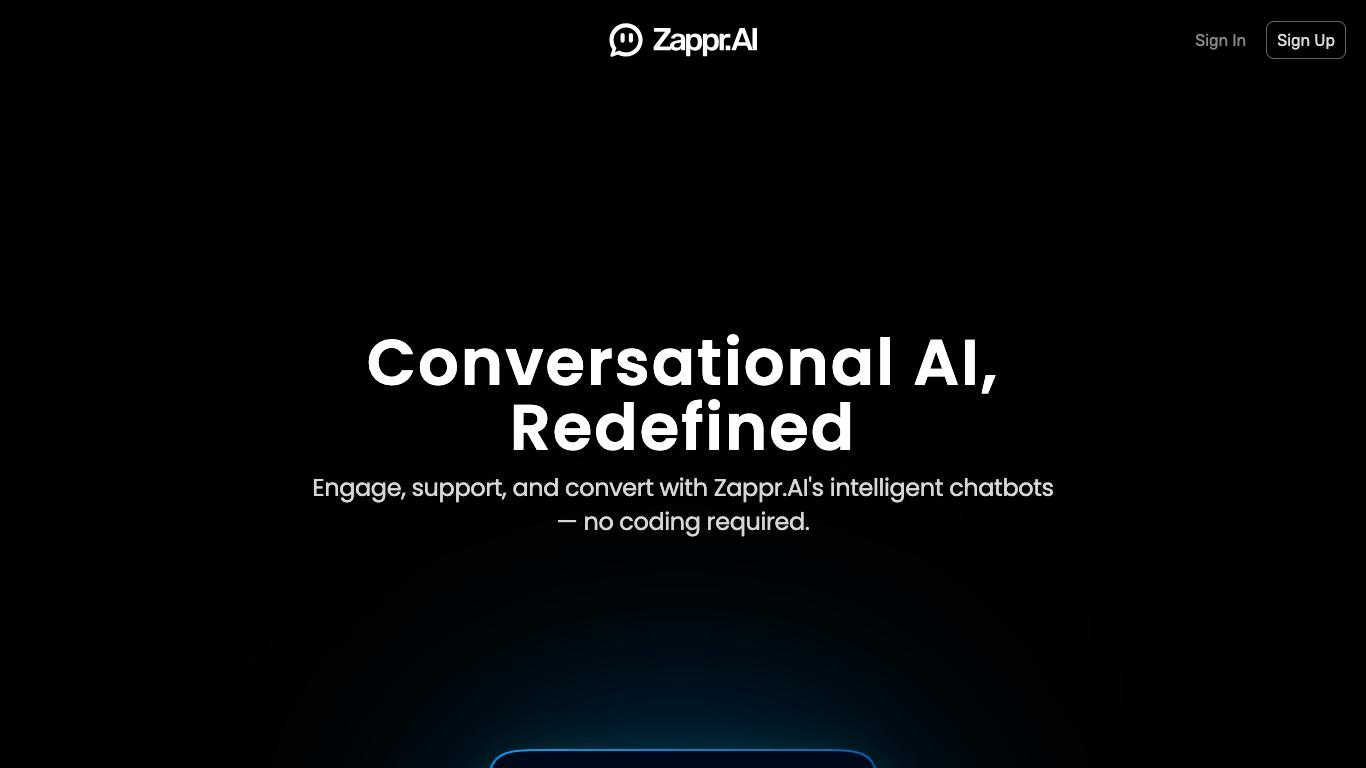 Zappr.AI
Sign In
Sign Up
Conversational AI,
Redefined
Engage, support, and convert with Zappr.AI's intelligent chatbots
— no coding required.